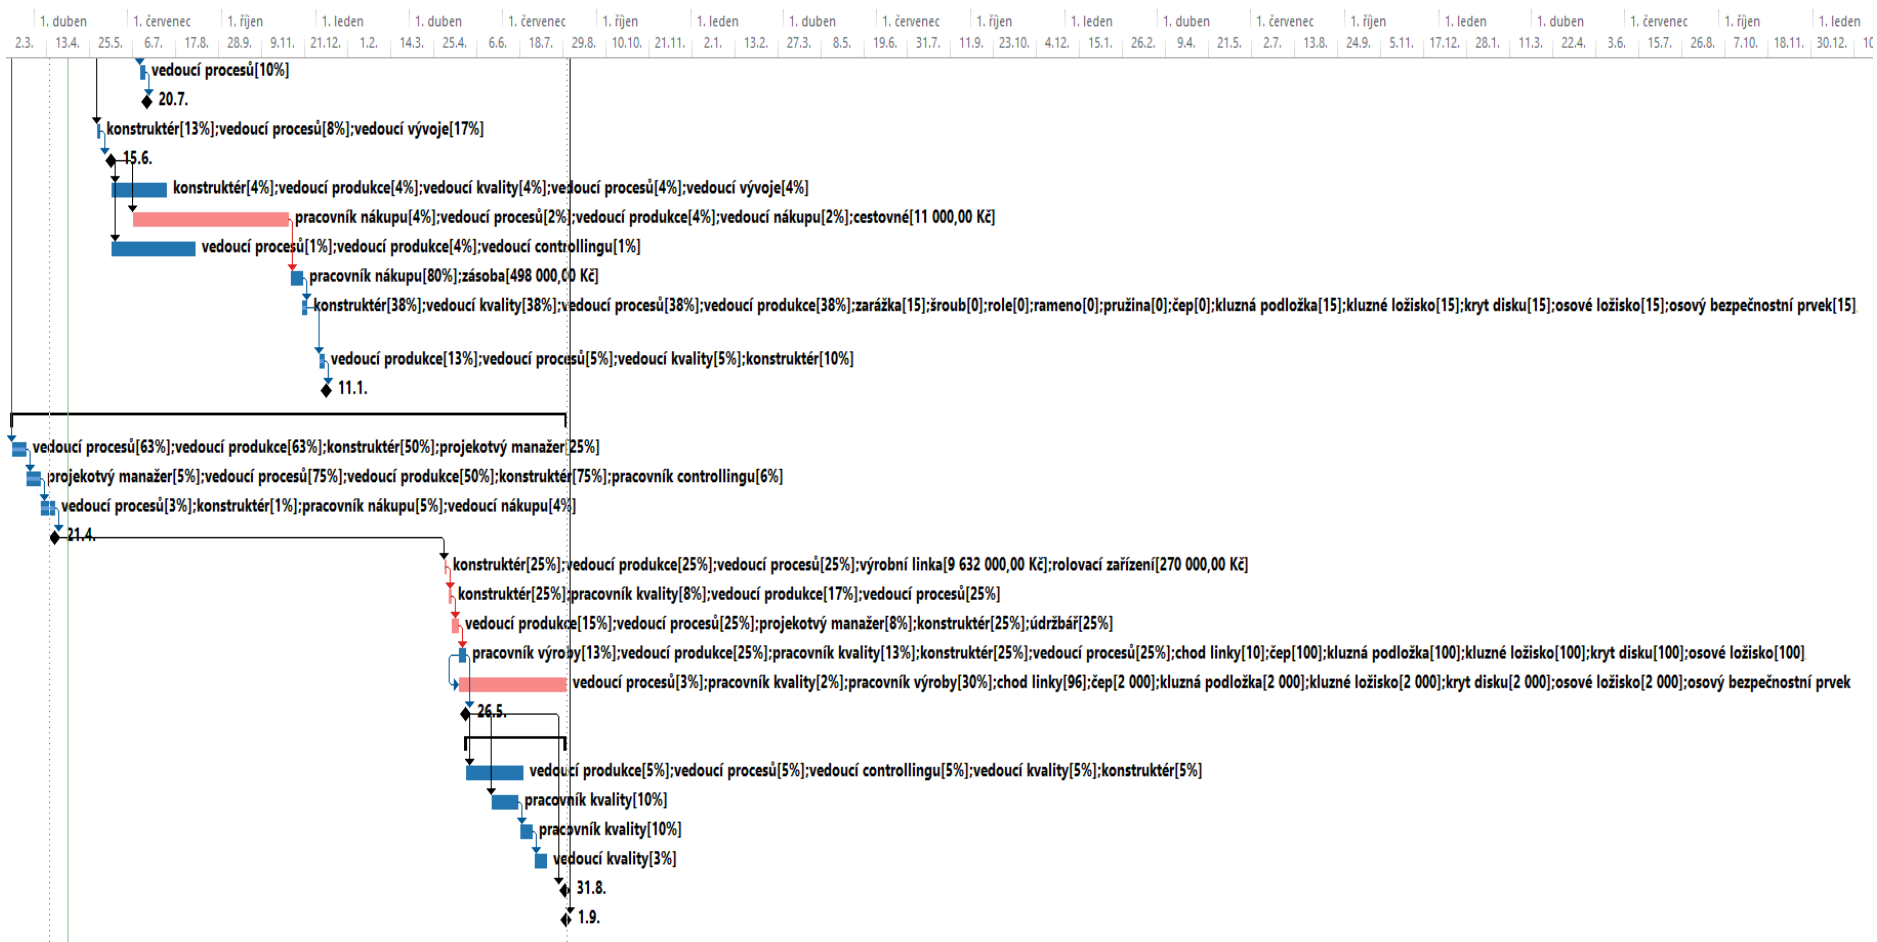 1. duben 1. červenec 1. říjen 1. leden 1. duben 1. červenec 1. říjen 1. leden 1. duben 1. červenec 1. říjen 1. leden 1. duben 1. červenec 1. říjen 1. leden 1. duben 1. červenec 1. říjen 1. leden
2.3. 13.4. 25.5. 6.7. 17.8. 28.9. 9.11. 21.12. 1.2. 14.3. 25.4. 6.6. 18.7. 29.8. 10.10. 21.11. 2.1. 13.2. 27.3. 8.5. 19.6. 31.7. 11.9. 23.10. 4.12. 15.1. 26.2. 9.4. 21.5. 2.7. 13.8. 24.9. 5.11. 17.12. 28.1. 11.3. 22.4. 3.6. 15.7. 26.8. 7.10. 18.11. 30.12. 10
vedoucí procesů[10%]
20.7.
konstruktér[13%];vedoucí procesů[8%];vedoucí vývoje[17%]
15.6.
konstruktér[4%];vedoucí produkce[4%];vedoucí kvality[4%];vedoucí procesů[4%];vedoucí vývoje[4%]
pracovník nákupu[4%];vedoucí procesů[2%];vedoucí produkce[4%];vedoucí nákupu[2%];cestovné[11 000,00 Kč]
vedoucí procesů[1%];vedoucí produkce[4%];vedoucí controllingu[1%]
pracovník nákupu[80%];zásoba[498 000,00 Kč]
konstruktér[38%];vedoucí kvality[38%];vedoucí procesů[38%];vedoucí produkce[38%];zarážka[15];šroub[0];role[0];rameno[0];pružina[0];čep[0];kluzná podložka[15];kluzné ložisko[15];kryt disku[15];osové ložisko[15];osový bezpečnostní prvek[15]
vedoucí produkce[13%];vedoucí procesů[5%];vedoucí kvality[5%];konstruktér[10%]
11.1.
vedoucí procesů[63%];vedoucí produkce[63%];konstruktér[50%];projekotvý manažer[25%]
projekotvý manažer[5%];vedoucí procesů[75%];vedoucí produkce[50%];konstruktér[75%];pracovník controllingu[6%]
vedoucí procesů[3%];konstruktér[1%];pracovník nákupu[5%];vedoucí nákupu[4%]
21.4.
konstruktér[25%];vedoucí produkce[25%];vedoucí procesů[25%];výrobní linka[9 632 000,00 Kč];rolovací zařízení[270 000,00 Kč]
konstruktér[25%];pracovník kvality[8%];vedoucí produkce[17%];vedoucí procesů[25%]
vedoucí produkce[15%];vedoucí procesů[25%];projekotvý manažer[8%];konstruktér[25%];údržbář[25%]
pracovník výroby[13%];vedoucí produkce[25%];pracovník kvality[13%];konstruktér[25%];vedoucí procesů[25%];chod linky[10];čep[100];kluzná podložka[100];kluzné ložisko[100];kryt disku[100];osové ložisko[100]
vedoucí procesů[3%];pracovník kvality[2%];pracovník výroby[30%];chod linky[96];čep[2 000];kluzná podložka[2 000];kluzné ložisko[2 000];kryt disku[2 000];osové ložisko[2 000];osový bezpečnostní prvek
26.5.
vedoucí produkce[5%];vedoucí procesů[5%];vedoucí controllingu[5%];vedoucí kvality[5%];konstruktér[5%]
pracovník kvality[10%]
pracovník kvality[10%]
vedoucí kvality[3%]
31.8.
1.9.